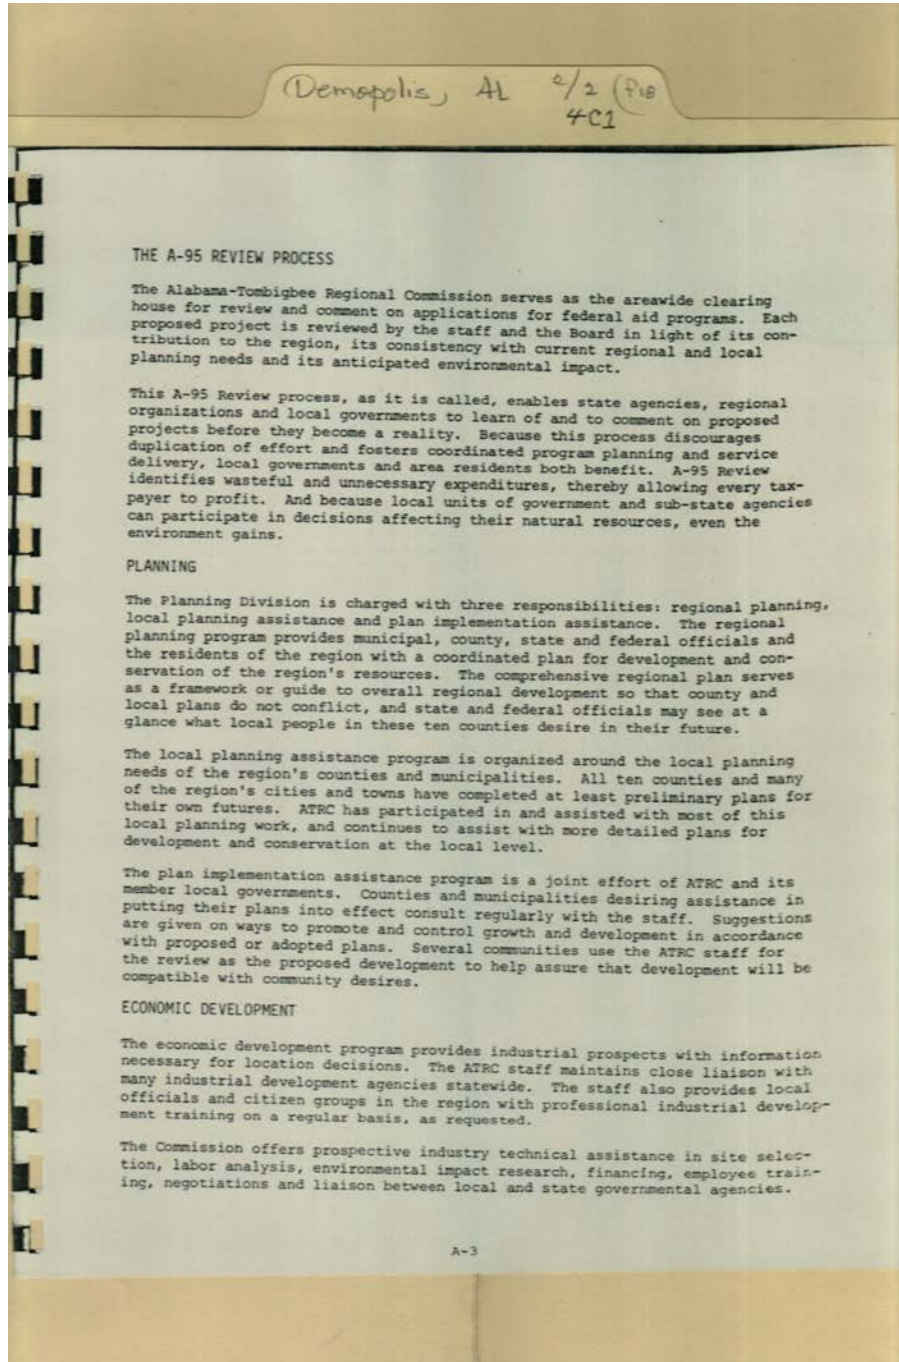 (Demopolis, AL 2/2 (
4C1
THE A-95 REVIEW PROCESS
The Alabama-Tombigbee Regional Commission serves as the areawide clearing
house for review and comment on applications for federal aid programs. Each
proposed project is reviewed by the staff and the Board in light of its con-
tribution to the region, its consistency with current regional and local
planning needs and its anticipated environmental impact.
This A-95 Review process, as it is called, enables state agencies, regional
organizations and local governments to learn of and to comment on proposed
projects before they become a reality. Because this process discourages
duplication of effort and fosters coordinated program planning and service
delivery, local governments and area residents both benefit. A-95 Review
identifies wasteful and unnecessary expenditures, thereby allowing every tax-
payer to profit. And because local units of government and sub-state agencies
can participate in decisions affecting their natural resources, even the
environment gains.
PLANNING
The Planning Division is charged with three responsibilities: regional planning,
local planning assistance and plan implementation assistance. The regional
planning program provides municipal, county, state and federal officials and
the residents of the region with a coordinated plan for development and con-
servation of the region's resources. The comprehensive regional plan serves
as a framework or guide to overall regional development so that county and
local plans do not conflict, and state and federal officials may see at a
glance what local people in these ten counties desire in their future.
The local planning assistance program is organized around the local planning
needs of the region's counties and municipalities. All ten counties and many
of the region's cities and towns have completed at least preliminary plans for
their own futures. ATRC has participated in and assisted with most of this
local planning work, and continues to assist with more detailed plans for
development and conservation at the local level.
The plan implementation assistance program is a joint effort of ATRC and its
member local governments. Counties and municipalities desiring assistance in
putting their plans into effect consult regularly with the staff. Suggestions
are given on ways to promote and control growth and development in accordance
with proposed or adopted plans. Several communities use the ATRC staff for
the review as the proposed development to help assure that development will be
compatible with community desires.
ECONOMIC DEVELOPMENT
The economic development program provides industrial prospects with information
necessary for location decisions. The ATRC staff maintains close liaison with
many industrial development agencies statewide. The staff also provides local
officials and citizen groups in the region with professional industrial develop-
ment training on a regular basis, as requested.
The Commission offers prospective industry technical assistance in site selec-
tion, labor analysis, environmental impact research, financing, employee train-
ing, negotiations and liaison between local and state governmental agencies.
A-3